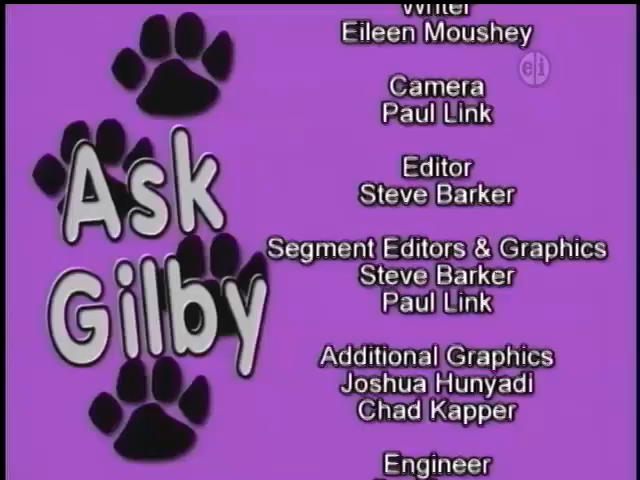 Writer
Eileen Moushey
e/i
Camera
Paul Link
Editor
Steve Barker
Ask
Gilby
Segment Editors & Graphics
Steve Barker
Paul Link
Additional Graphics
Joshua Hunyadi
Chad Kapper
Engineer